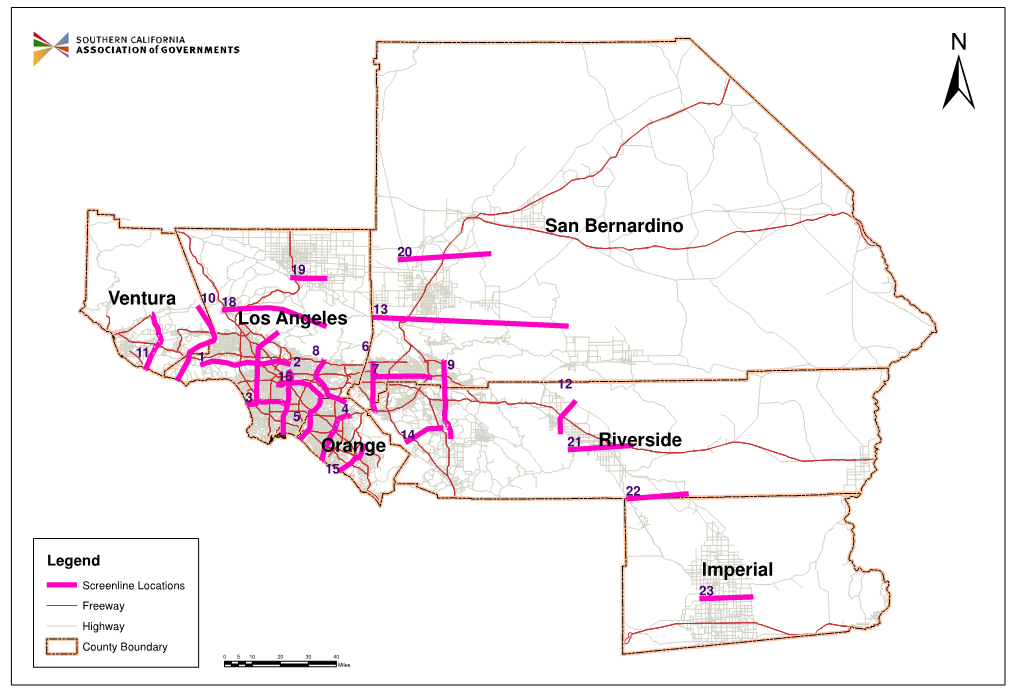 SOUTHERN CALIFORNIA
ASSOCIATION of GOVERNMENTS
N
San Bernardino
20
19
Ventura
10
18
13
Los Angeles
6
11
1
2
8
7
9
16
12
3
5
4
14
Orange
21
Riverside
15
22
Imperial
23
Legend
Screenline Locations
Freeway
Highway
County Boundary
0 5 10 20 30 40
Miles